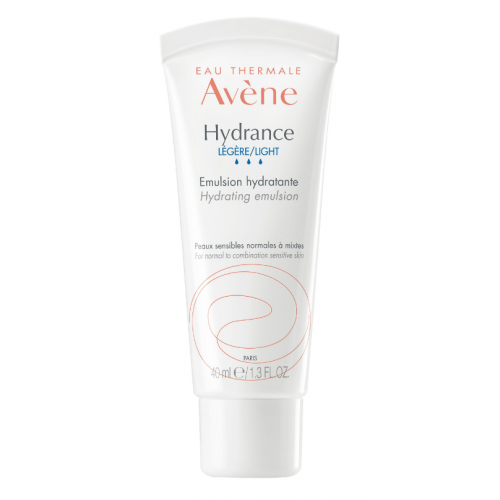 EAU THERMALE
Avène
Hydrance
LÉGÈRE/LIGHT
Emulsion hydratante
Hydrating emulsion
Peaux sensibles normales à mixtes
For normal to combination sensitive skin
PARIS
40 ml ℮/1.3 FL.OZ